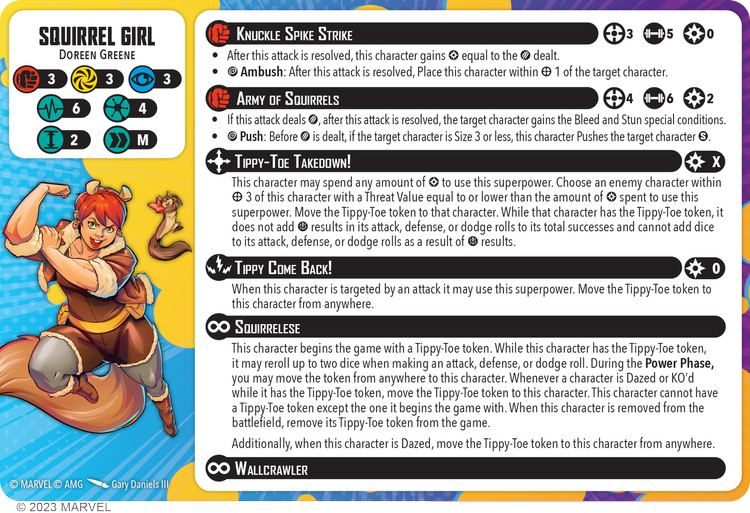 SQUIRREL GIRL
DOREEN GREENE
3 3 3
6 4
2 M
KNUCKLE SPIKE STRIKE 3 5 0
• After this attack is resolved, this character gains equal to the dealt.
• Ambush: After this attack is resolved, Place this character within 1 of the target character.
ARMY OF SQUIRRELS 4 6 2
• If this attack deals , after this attack is resolved, the target character gains the Bleed and Stun special conditions.
• Push: Before is dealt, if the target character is Size 3 or less, this character Pushes the target character S.
TIPPY-TOE TAKEDOWN! X
This character may spend any amount of to use this superpower. Choose an enemy character within
3 of this character with a Threat Value equal to or lower than the amount of spent to use this
superpower. Move the Tippy-Toe token to that character. While that character has the Tippy-Toe token, it
does not add results in its attack, defense, or dodge rolls to its total successes and cannot add dice
to its attack, defense, or dodge rolls as a result of results.
TIPPY COME BACK! 0
When this character is targeted by an attack it may use this superpower. Move the Tippy-Toe token to
this character from anywhere.
SQUIRRELESE
This character begins the game with a Tippy-Toe token. While this character has the Tippy-Toe token,
it may reroll up to two dice when making an attack, defense, or dodge roll. During the Power Phase,
you may move the token from anywhere to this character. Whenever a character is Dazed or KO'd
while it has the Tippy-Toe token, move the Tippy-Toe token to this character. This character cannot have
a Tippy-Toe token except the one it begins the game with. When this character is removed from the
battlefield, remove its Tippy-Toe token from the game.
Additionally, when this character is Dazed, move the Tippy-Toe token to this character from anywhere.
WALLCRAWLER
© MARVEL © AMG Gary Daniels III
© 2023 MARVEL